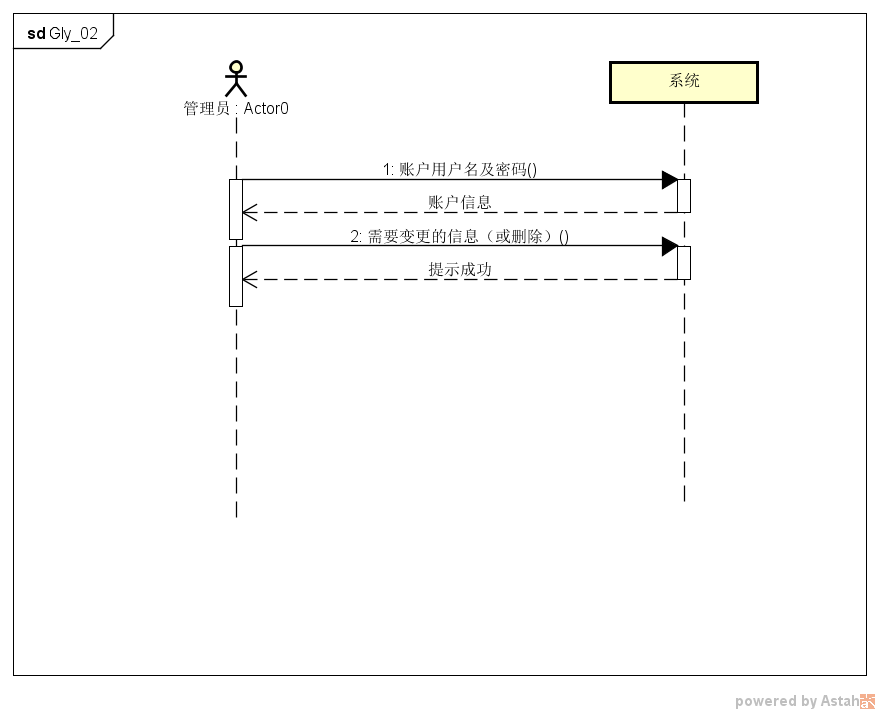 sd Gly_02
管理员 : Actor0
系统
1: 账户用户名及密码()
账户信息
2: 需要变更的信息（或删除）()
提示成功
powered by Astah